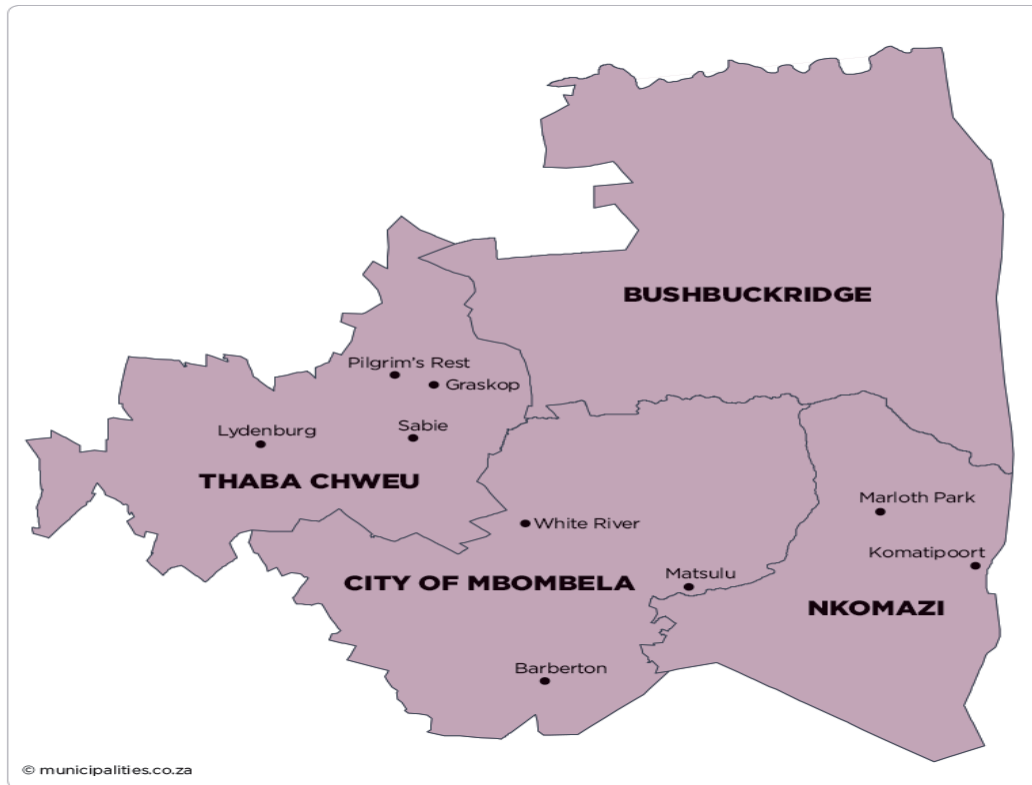 BUSHBUCKRIDGE
Pilgrim's Rest
Graskop
Lydenburg
Sabie
THABA CHWEU
White River
Marloth Park
Komatipoort
CITY OF MBOMBELA
Matsulu
NKOMAZI
Barberton
© municipalities.co.za